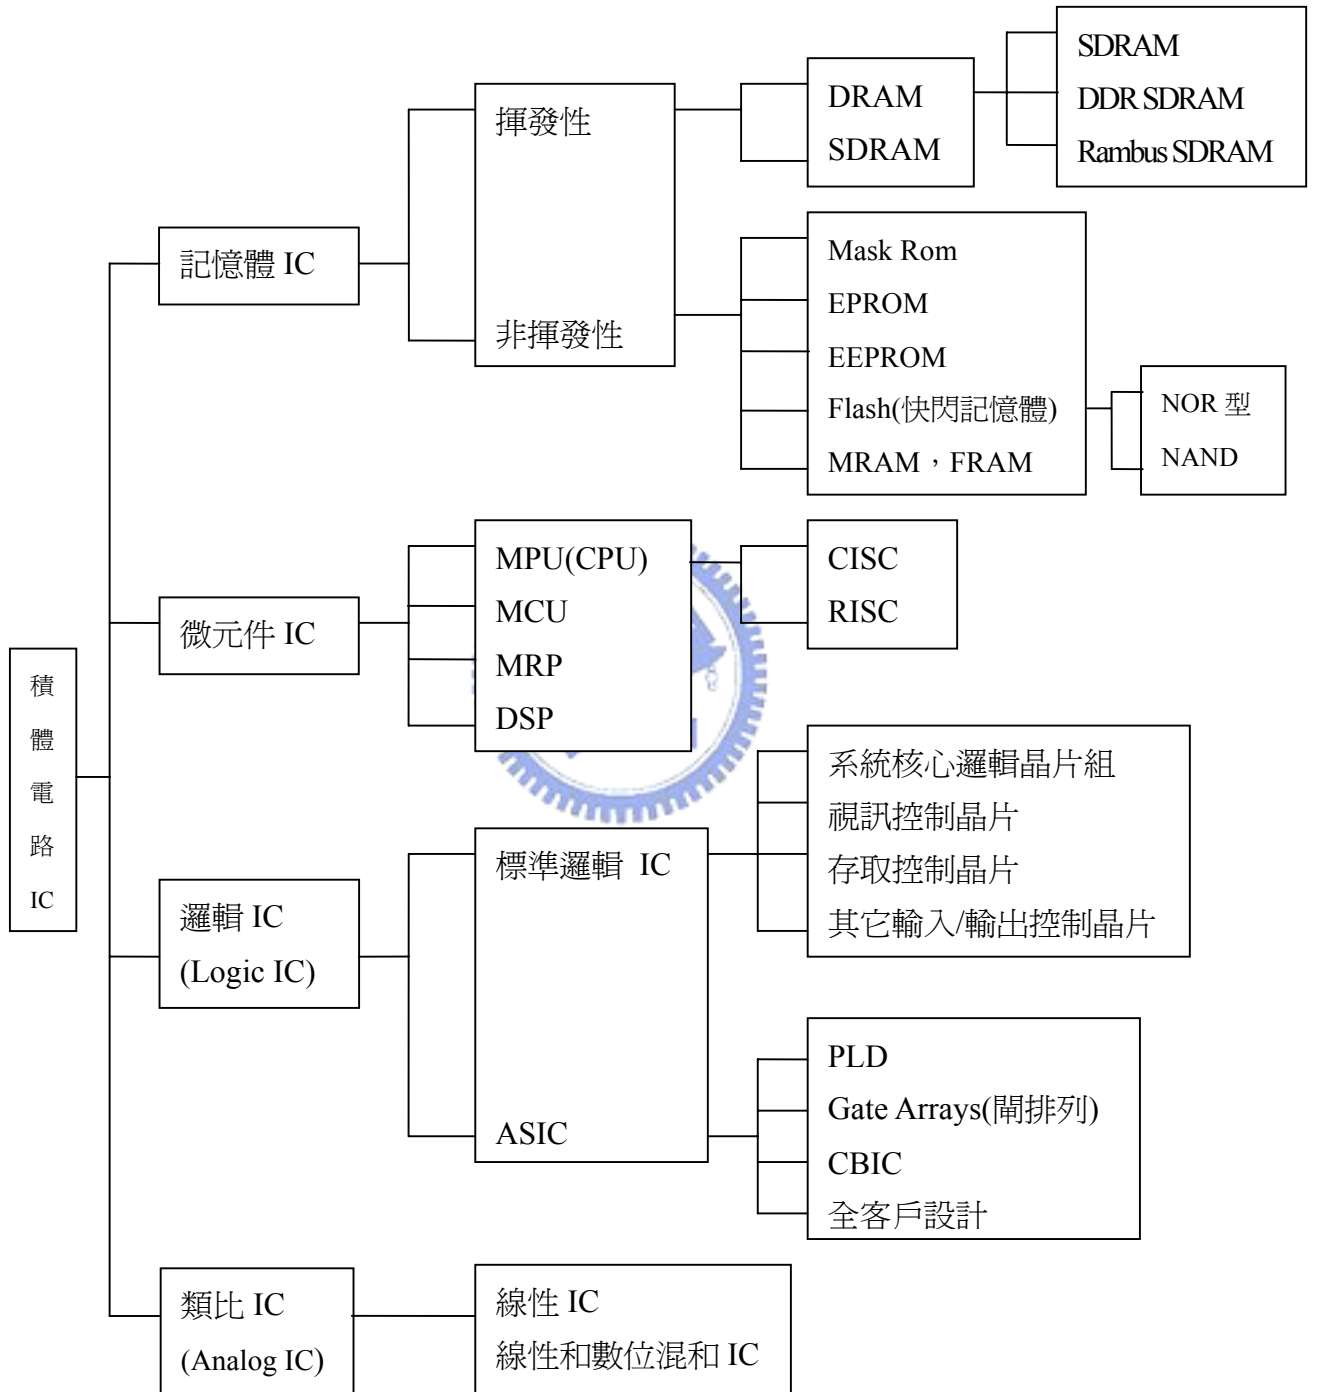 積
體
電
路
IC
記憶體 IC
揮發性
非揮發性
DRAM
SDRAM
SDRAM
DDR SDRAM
Rambus SDRAM
Mask Rom
EPROM
EEPROM
Flash(快閃記憶體)
MRAM，FRAM
NOR 型
NAND
微元件 IC
MPU(CPU)
MCU
MRP
DSP
CISC
RISC
邏輯 IC
(Logic IC)
標準邏輯 IC
ASIC
系統核心邏輯晶片組
視訊控制晶片
存取控制晶片
其它輸入/輸出控制晶片
PLD
Gate Arrays(閘排列)
CBIC
全客戶設計
類比 IC
(Analog IC)
線性 IC
線性和數位混和 IC